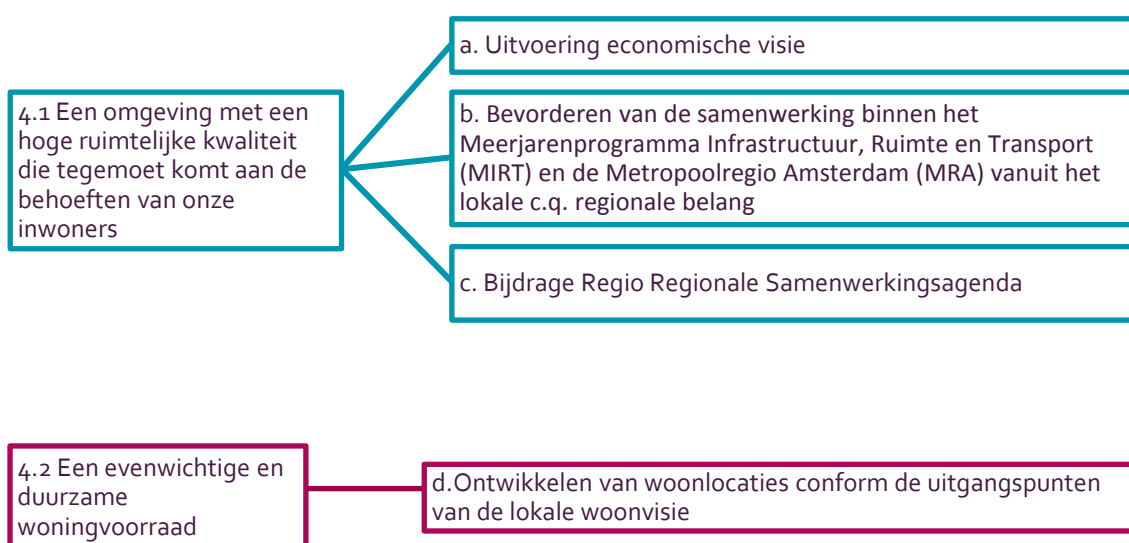 a. Uitvoering economische visie
4.1 Een omgeving met een
hoge ruimtelijke kwaliteit
die tegemoet komt aan de
behoeften van onze
inwoners
b. Bevorderen van de samenwerking binnen het
Meerjarenprogramma Infrastructuur, Ruimte en Transport
(MIRT) en de Metropoolregio Amsterdam (MRA) vanuit het
lokale c.q. regionale belang
c. Bijdrage Regio Regionale Samenwerkingsagenda
4.2 Een evenwichtige en
duurzame
woningvoorraad
d.Ontwikkelen van woonlocaties conform de uitgangspunten
van de lokale woonvisie